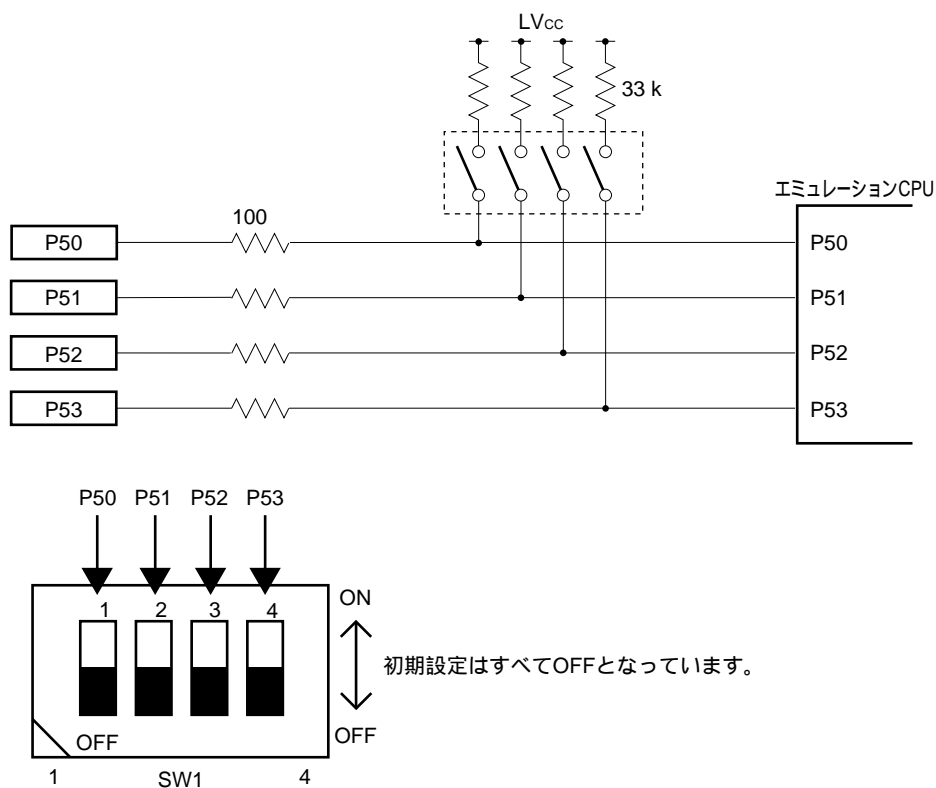 LVcc
33 k
エミュレーションCPU
100
P50
P50
P51
P51
P52
P52
P53
P53
P50 P51 P52 P53
1 2 3 4
ON
初期設定はすべてOFFとなっています。
OFF
OFF
1 SW1 4